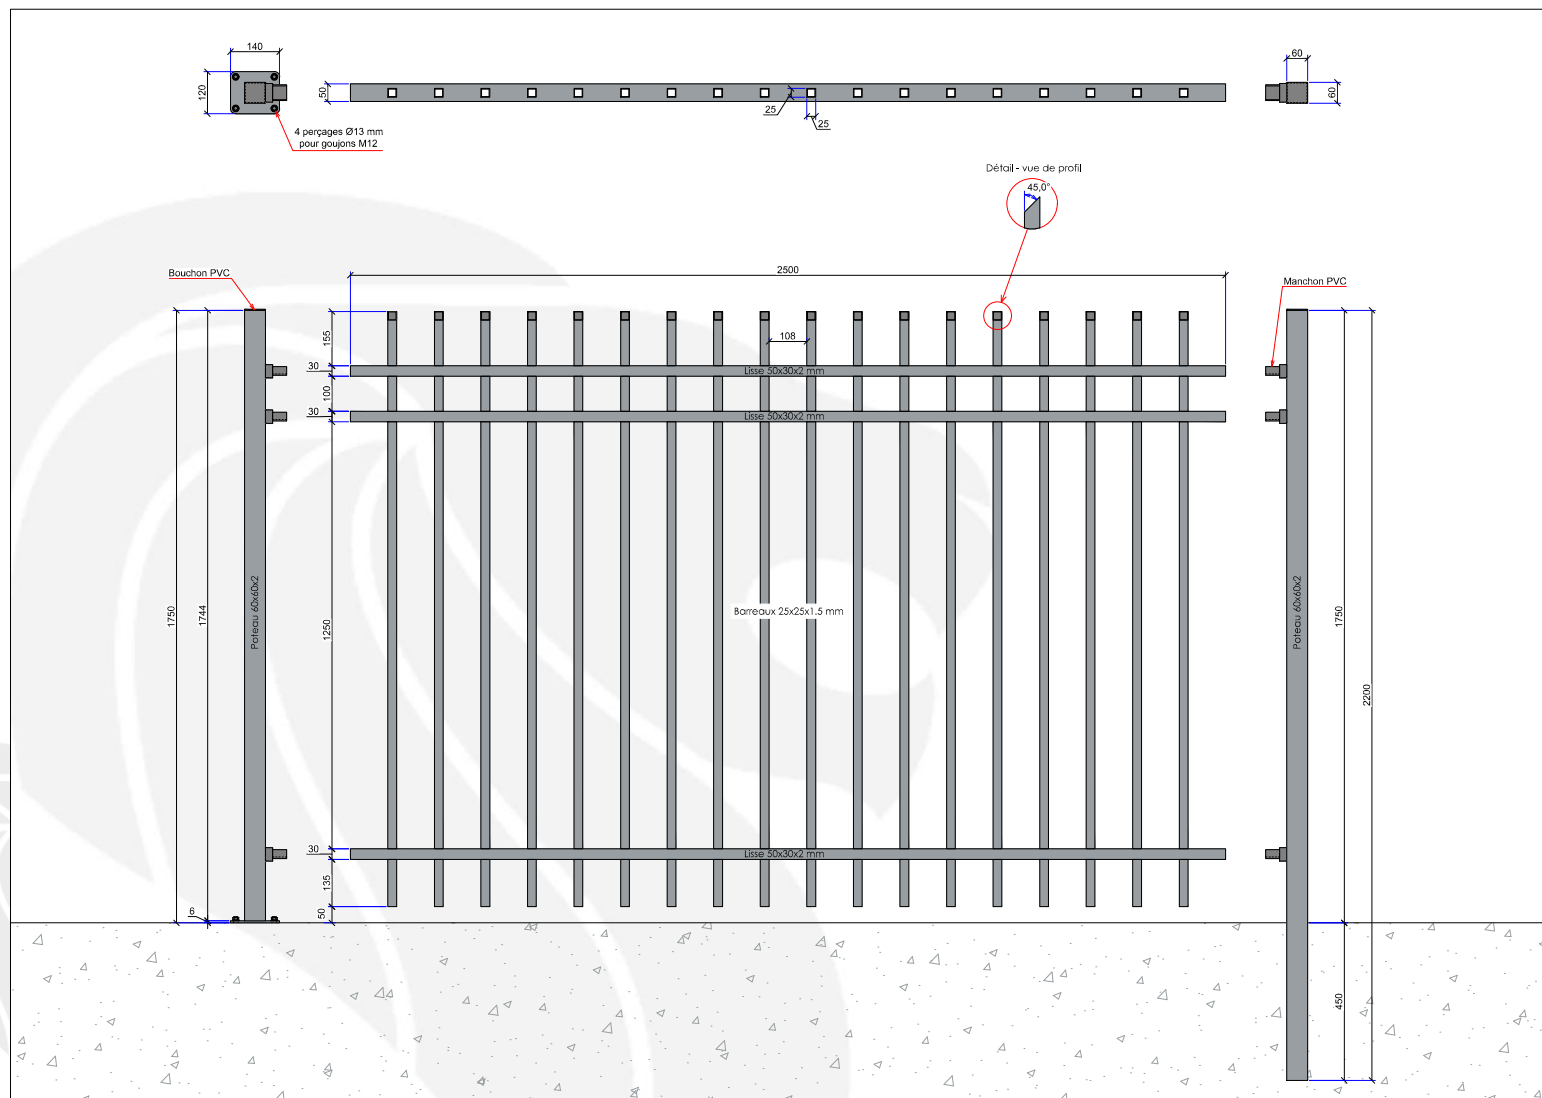 140
120
4 perçages Ø13 mm
pour goujons M12
50
25
25
60
60
Détail - vue de profil
45,0°
Bouchon PVC
2500
Manchon PVC
155
108
30
Lisse 50x30x2 mm
100
30
Lisse 50x30x2 mm
1750
1744
Poteau 60x60x2
1250
Barreaux 25x25x1.5 mm
Poteau 60x60x2
1750
2200
30
Lisse 50x30x2 mm
135
6
50
450